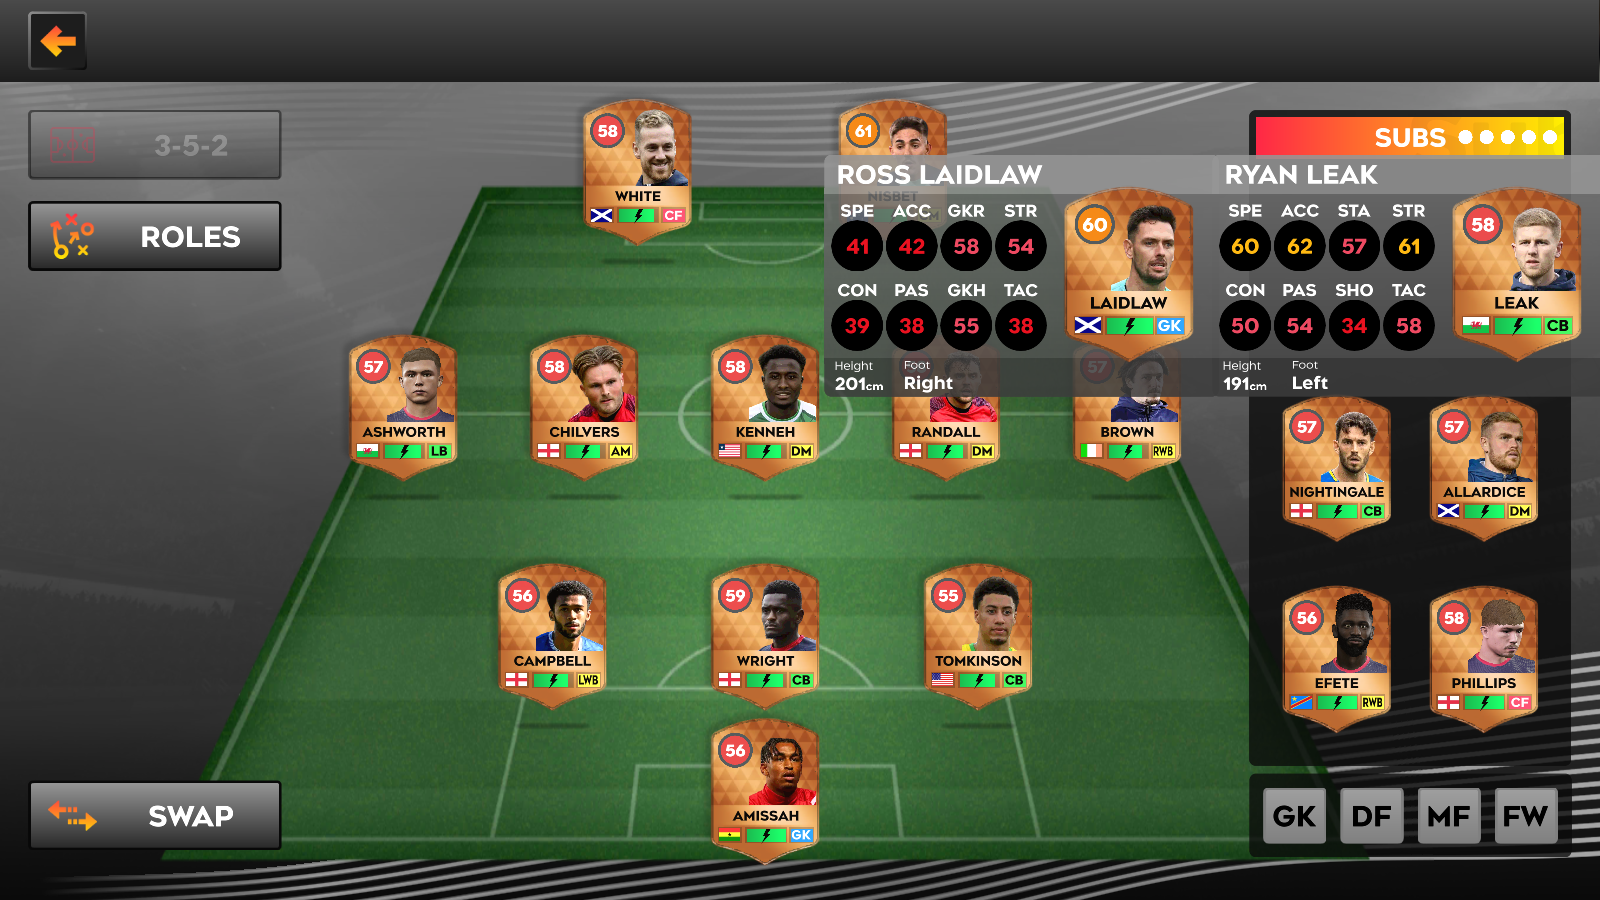 3-5-2
ROLES
58
WHITE
CF
61
NISBET
SUBS
ROSS LAIDLAW
SPE ACC GKR STR
41 42 58 54
CON PAS GKH TAC
39 38 55 38
Height Foot
201cm Right
60
LAIDLAW
GK
RYAN LEAK
SPE ACC STA STR
60 62 57 61
CON PAS SHO TAC
50 54 34 58
Height Foot
191cm Left
58
LEAK
CB
57
ASHWORTH
LB
58
CHILVERS
AM
58
KENNEH
DM
RANDALL
DM
57
BROWN
RWB
57
NIGHTINGALE
CB
57
ALLARDICE
DM
56
CAMPBELL
LWB
59
WRIGHT
CB
55
TOMKINSON
CB
56
EFETE
RWB
58
PHILLIPS
CF
56
AMISSAH
GK
SWAP
GK DF MF FW